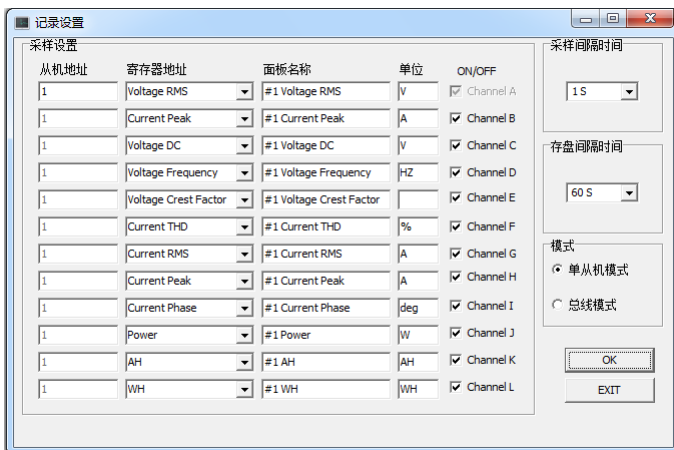 记录设置
采样设置
从机地址 寄存器地址 面板名称 单位 ON/OFF
1 Voltage RMS #1 Voltage RMS V Channel A
1 Current Peak #1 Current Peak A Channel B
1 Voltage DC #1 Voltage DC V Channel C
1 Voltage Frequency #1 Voltage Frequency HZ Channel D
1 Voltage Crest Factor #1 Voltage Crest Factor Channel E
1 Current THD #1 Current THD % Channel F
1 Current RMS #1 Current RMS A Channel G
1 Current Peak #1 Current Peak A Channel H
1 Current Phase #1 Current Phase deg Channel I
1 Power #1 Power W Channel J
1 AH #1 AH AH Channel K
1 WH #1 WH WH Channel L
采样间隔时间
1 S
存盘间隔时间
60 S
模式
单从机模式
总线模式
OK
EXIT